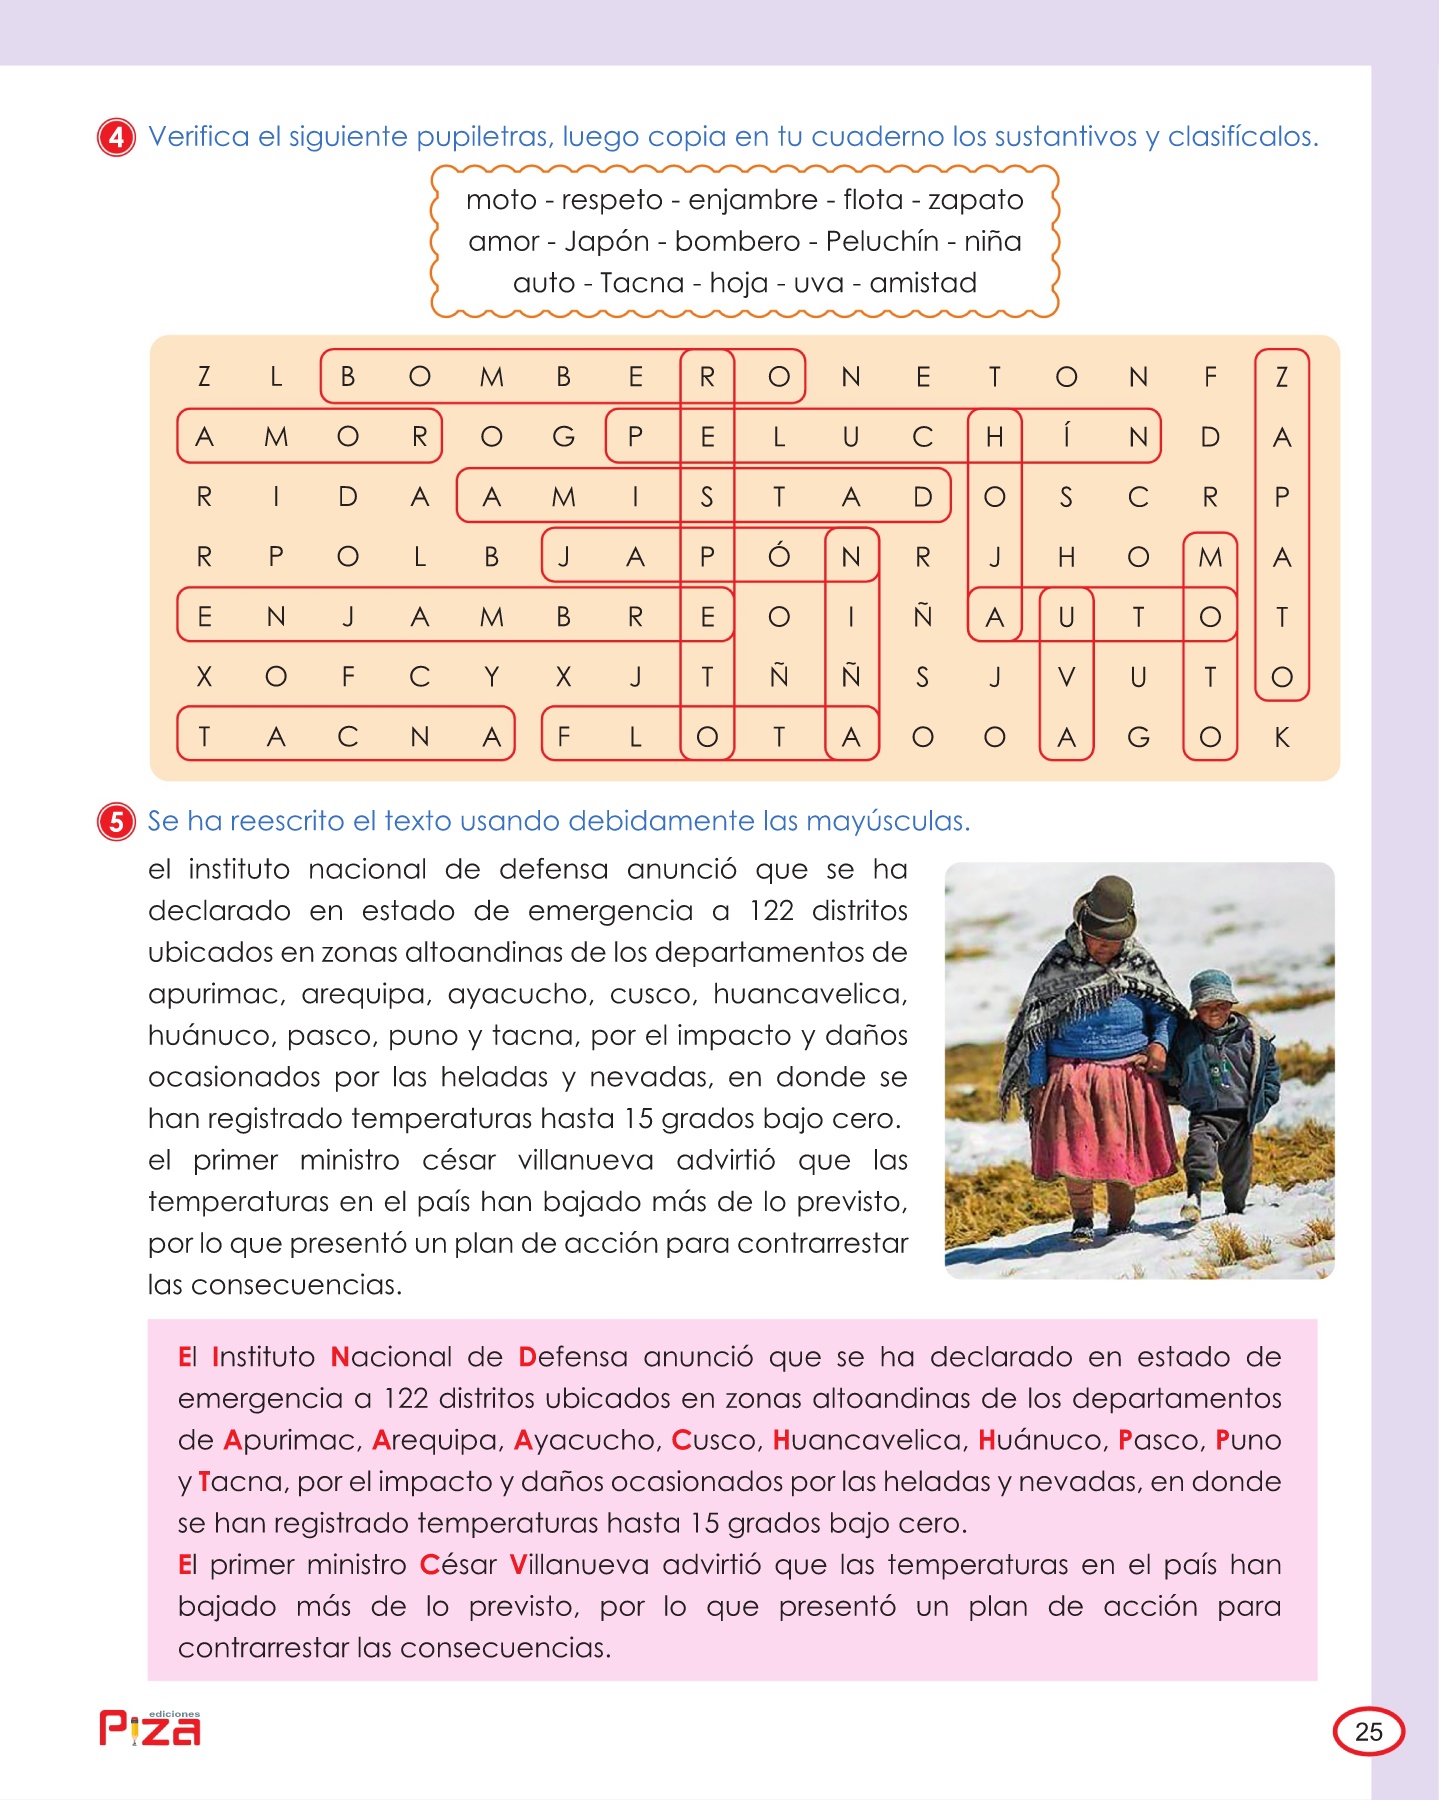 4 Verifica el siguiente pupiletras, luego copia en tu cuaderno los sustantivos y clasifícalos.
moto - respeto - enjambre - flota - zapato
amor - Japón - bombero - Peluchín - niña
auto - Tacna - hoja - uva - amistad
Z L B O M B E R O N E T O N F Z
A M O R O G P E L U C H Í N D A
R I D A A M I S T A D O S C R P
R P O L B J A P Ó N R J H O M A
E N J A M B R E O I Ñ A U T O T
X O F C Y X J T Ñ Ñ S J V U T O
T A C N A F L O T A O O A G O K
5 Se ha reescrito el texto usando debidamente las mayúsculas.
el instituto nacional de defensa anunció que se ha
declarado en estado de emergencia a 122 distritos
ubicados en zonas altoandinas de los departamentos de
apurimac, arequipa, ayacucho, cusco, huancavelica,
huánuco, pasco, puno y tacna, por el impacto y daños
ocasionados por las heladas y nevadas, en donde se
han registrado temperaturas hasta 15 grados bajo cero.
el primer ministro césar villanueva advirtió que las
temperaturas en el país han bajado más de lo previsto,
por lo que presentó un plan de acción para contrarrestar
las consecuencias.
El Instituto Nacional de Defensa anunció que se ha declarado en estado de
emergencia a 122 distritos ubicados en zonas altoandinas de los departamentos
de Apurimac, Arequipa, Ayacucho, Cusco, Huancavelica, Huánuco, Pasco, Puno
y Tacna, por el impacto y daños ocasionados por las heladas y nevadas, en donde
se han registrado temperaturas hasta 15 grados bajo cero.
El primer ministro César Villanueva advirtió que las temperaturas en el país han
bajado más de lo previsto, por lo que presentó un plan de acción para
contrarrestar las consecuencias.
ediciones
Piza
25